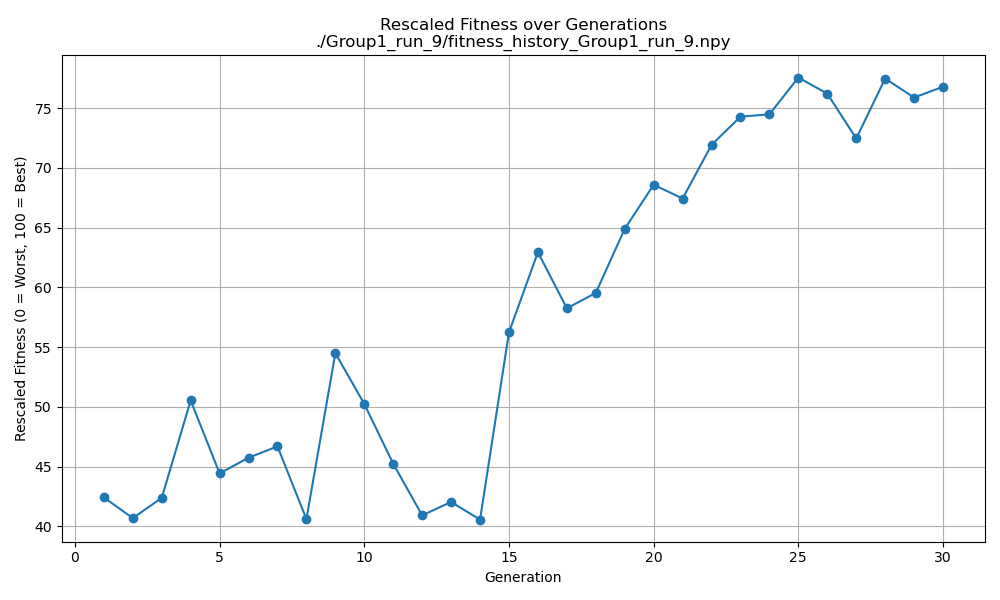 Rescaled Fitness over Generations
./Group1_run_9/fitness_history_Group1_run_9.npy
Rescaled Fitness (0 = Worst, 100 = Best)
75
70
65
60
55
50
45
40
0 5 10 15 20 25 30
Generation